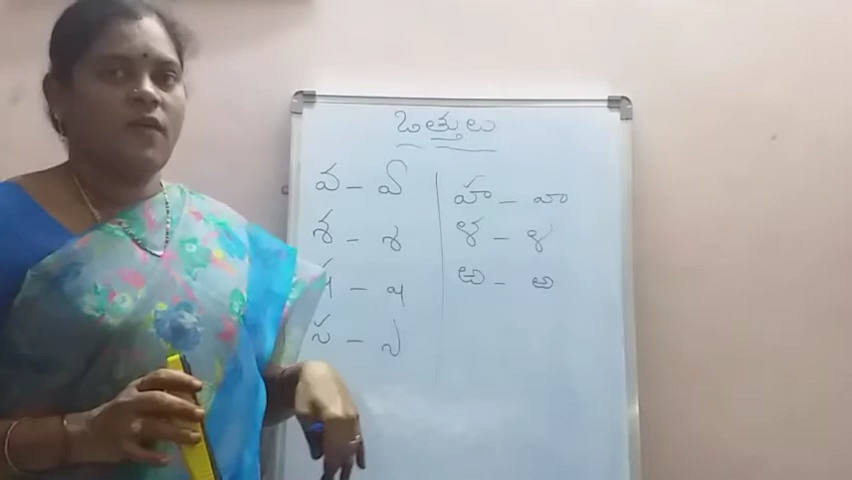 ఒత్తులు
వ - వ
శ - శ
ష - ష
స - స
హ - హ
ళ - ళ